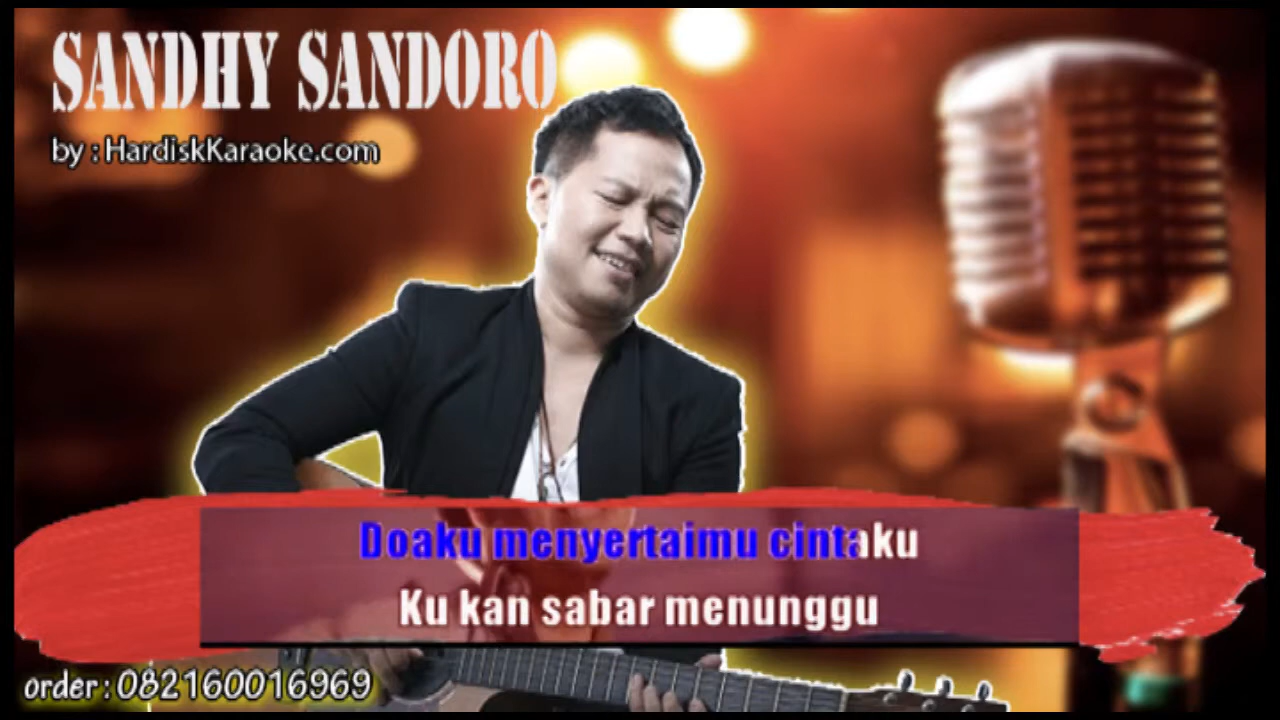 SANDHY SANDORO
by : HardiskKaraoke.com
Doaku menyertaimu cintaku
Ku kan sabar menunggu
order : 082160016969